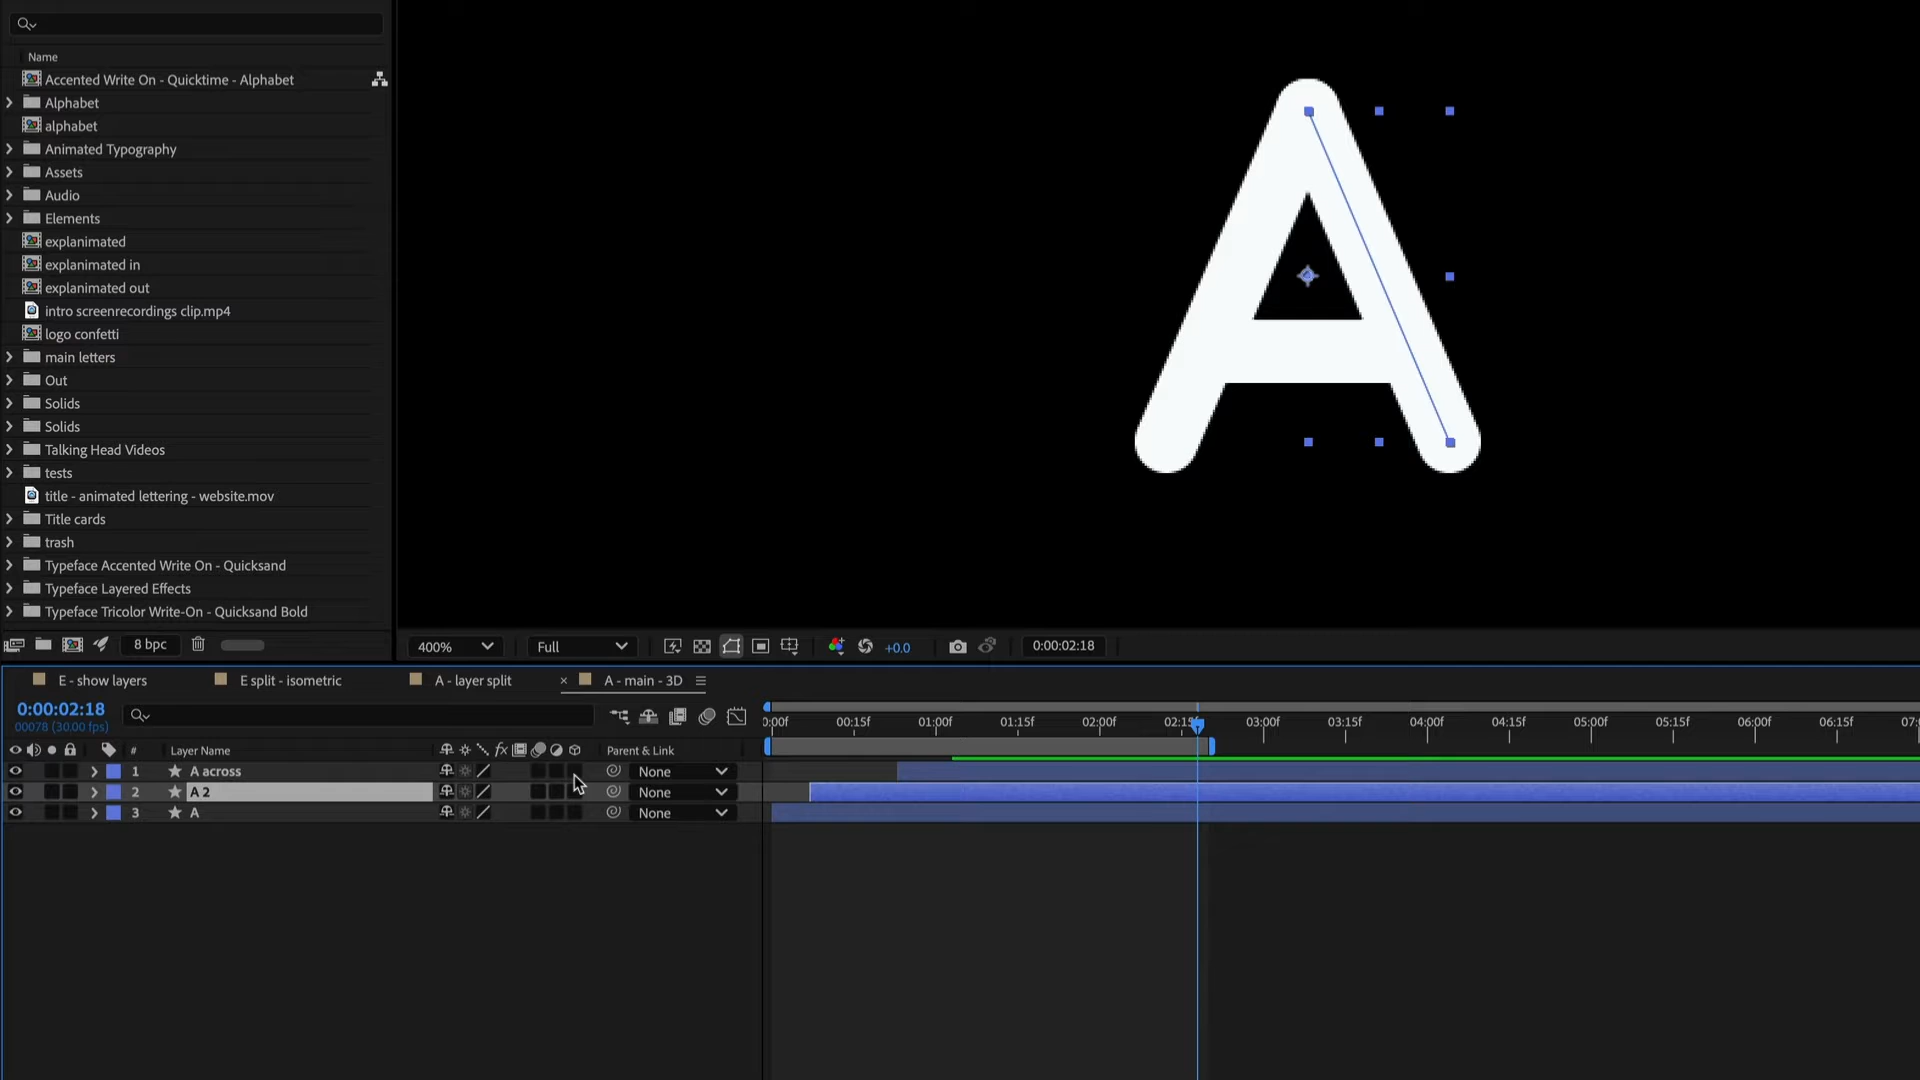 Name
Accented Write On - Quicktime - Alphabet
Alphabet
alphabet
Animated Typography
Assets
Audio
Elements
explanimated
explanimated in
explanimated out
intro screenrecordings clip.mp4
logo confetti
main letters
Out
Solids
Solids
Talking Head Videos
tests
title - animated lettering - website.mov
Title cards
trash
Typeface Accented Write On - Quicksand
Typeface Layered Effects
Typeface Tricolor Write-On - Quicksand Bold
8 bpc
A
400% Full +0.0 0:00:02:18
E - show layers E split - isometric A - layer split × A - main - 3D
0:00:02:18
00078 (30.00 fps)
0:00f 00:15f 01:00f 01:15f 02:00f 02:15f 03:00f 03:15f 04:00f 04:15f 05:00f 05:15f 06:00f 06:15f 07:
# Layer Name fx Parent & Link
1 A across None
2 A 2 None
3 A None